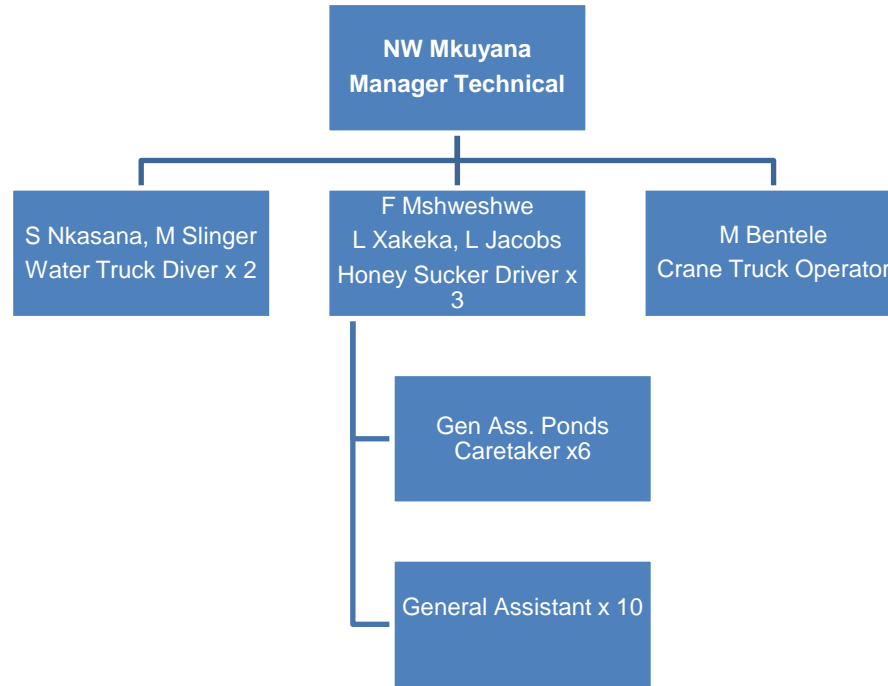 NW Mkuyana
Manager Technical
S Nkasana, M Slinger
Water Truck Diver x 2
F Mshweshwe
L Xakeka, L Jacobs
Honey Sucker Driver x
3
M Bentele
Crane Truck Operator
Gen Ass. Ponds
Caretaker x6
General Assistant x 10